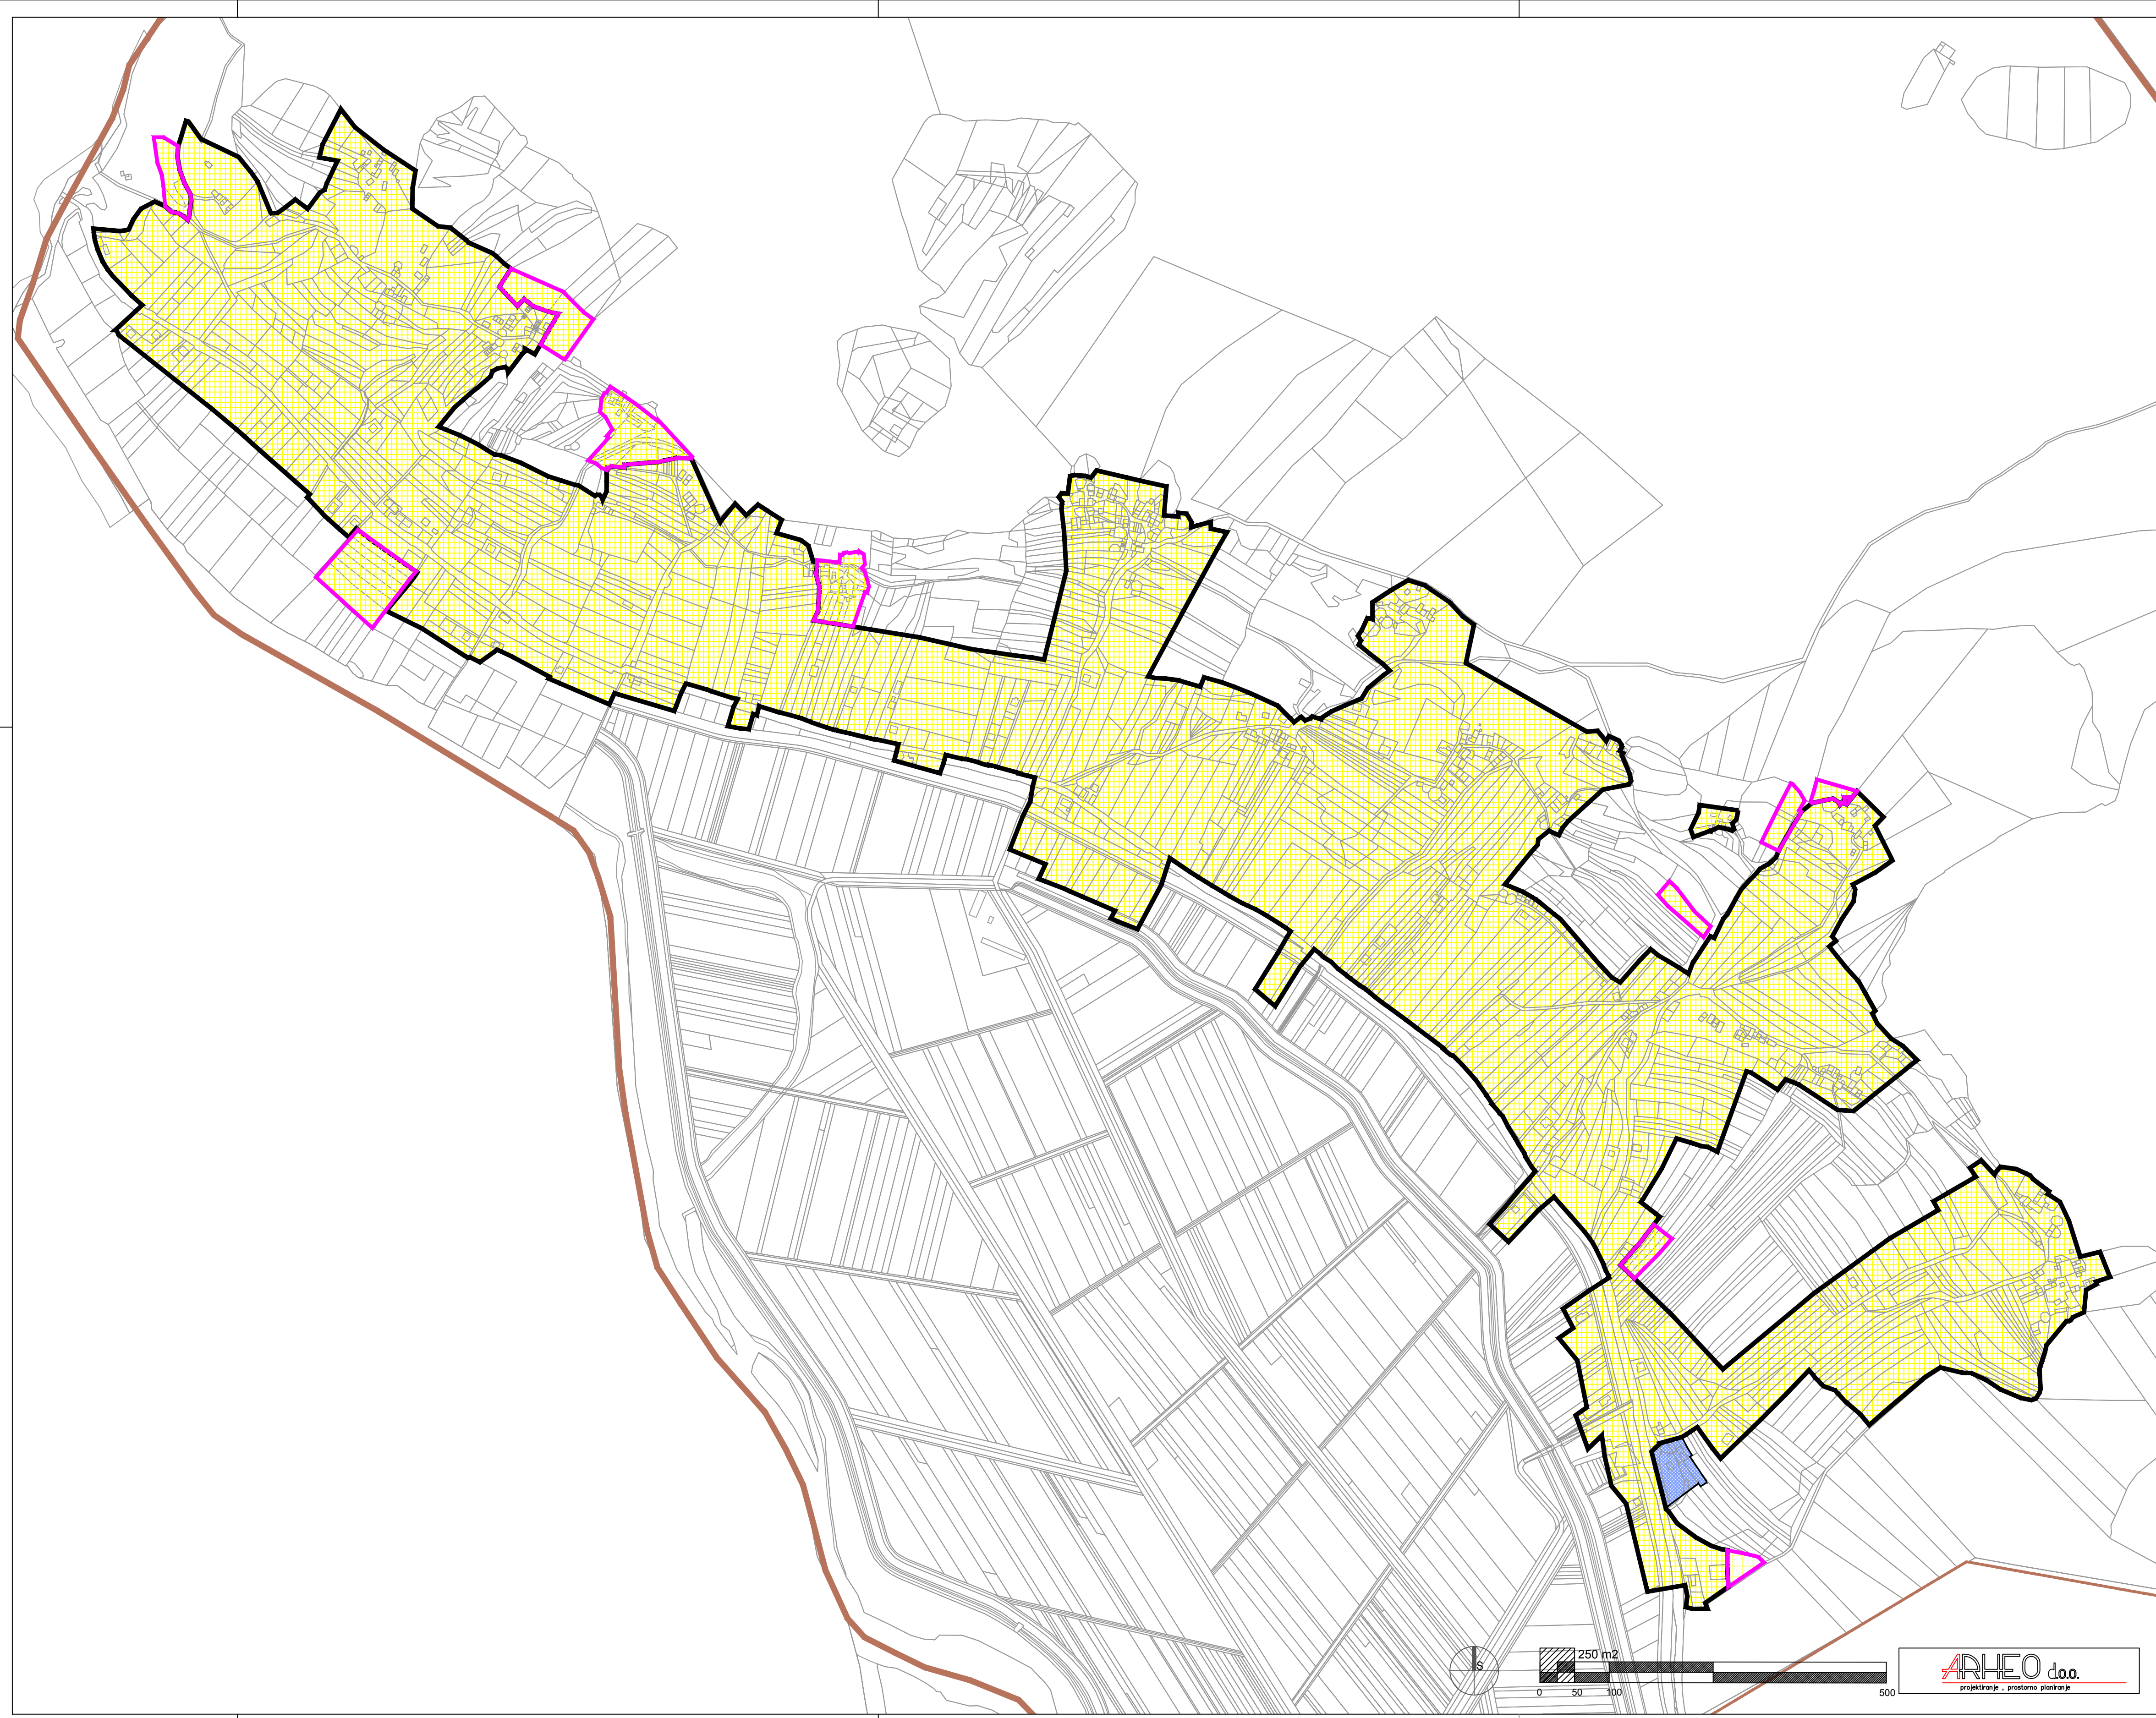 S
250 m2
0 50 100 500
ARHEO d.o.o.
projektiranje , prostorno planiranje